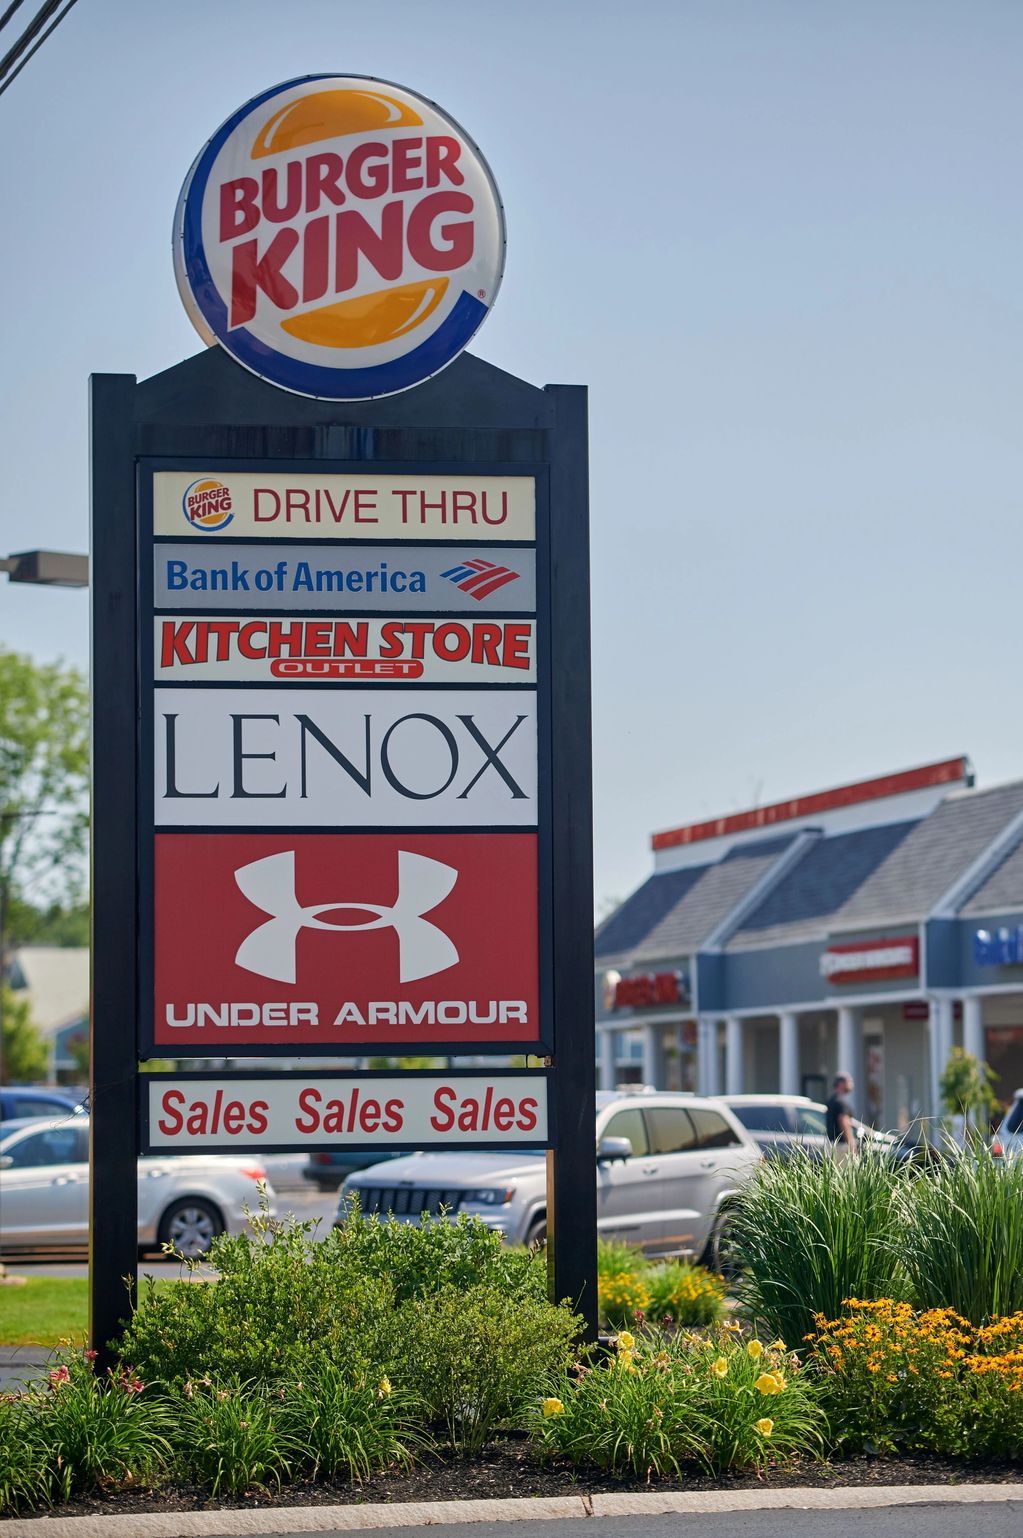 BURGER
KING
®
BURGER
KING
DRIVE THRU
Bank of America
KITCHEN STORE
OUTLET
LENOX
UNDER ARMOUR
Sales Sales Sales